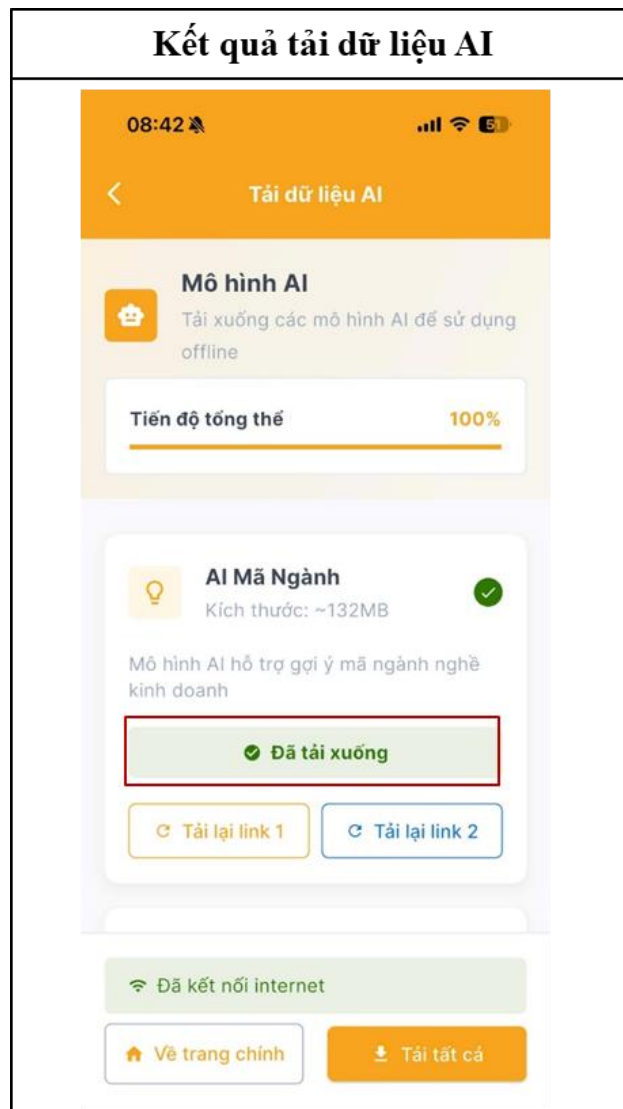 Kết quả tải dữ liệu AI
08:42
51
Tải dữ liệu AI
Mô hình AI
Tải xuống các mô hình AI để sử dụng
offline
Tiến độ tổng thể 100%
AI Mã Ngành
Kích thước: ~132MB
Mô hình AI hỗ trợ gợi ý mã ngành nghề
kinh doanh
Đã tải xuống
Tải lại link 1 Tải lại link 2
Đã kết nối internet
Về trang chính Tải tất cả